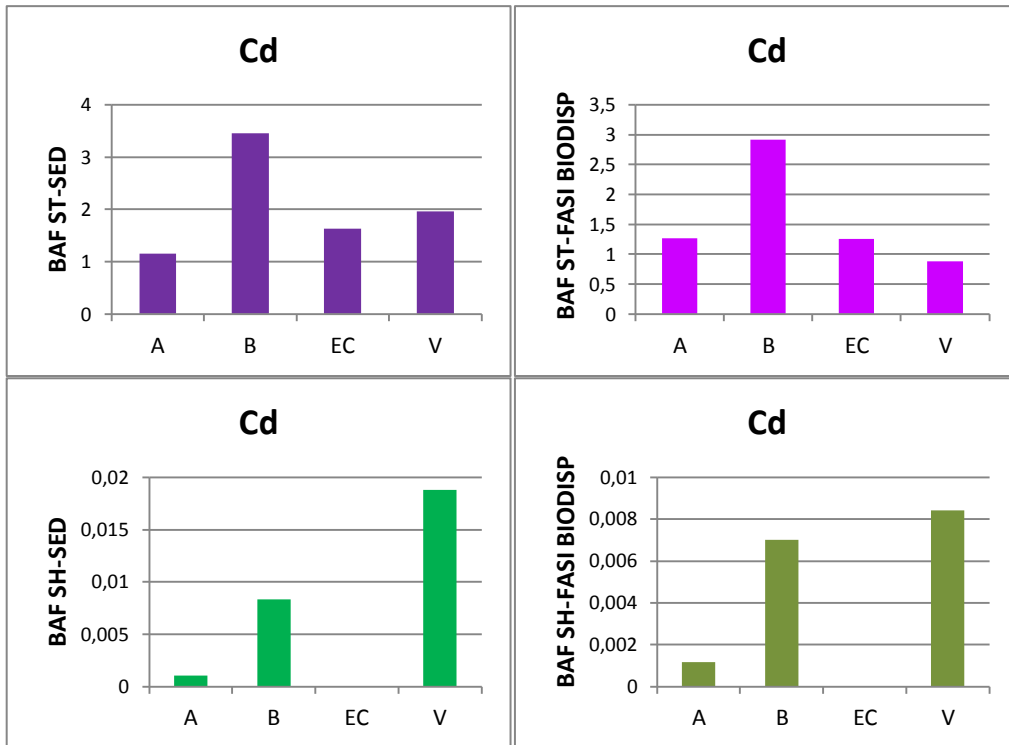 Cd
BAF ST-SED
4
3
2
1
0
A B EC V
Cd
BAF ST-FASI BIODISP
3,5
3
2,5
2
1,5
1
0,5
0
A B EC V
Cd
BAF SH-SED
0,02
0,015
0,01
0,005
0
A B EC V
Cd
BAF SH-FASI BIODISP
0,01
0,008
0,006
0,004
0,002
0
A B EC V